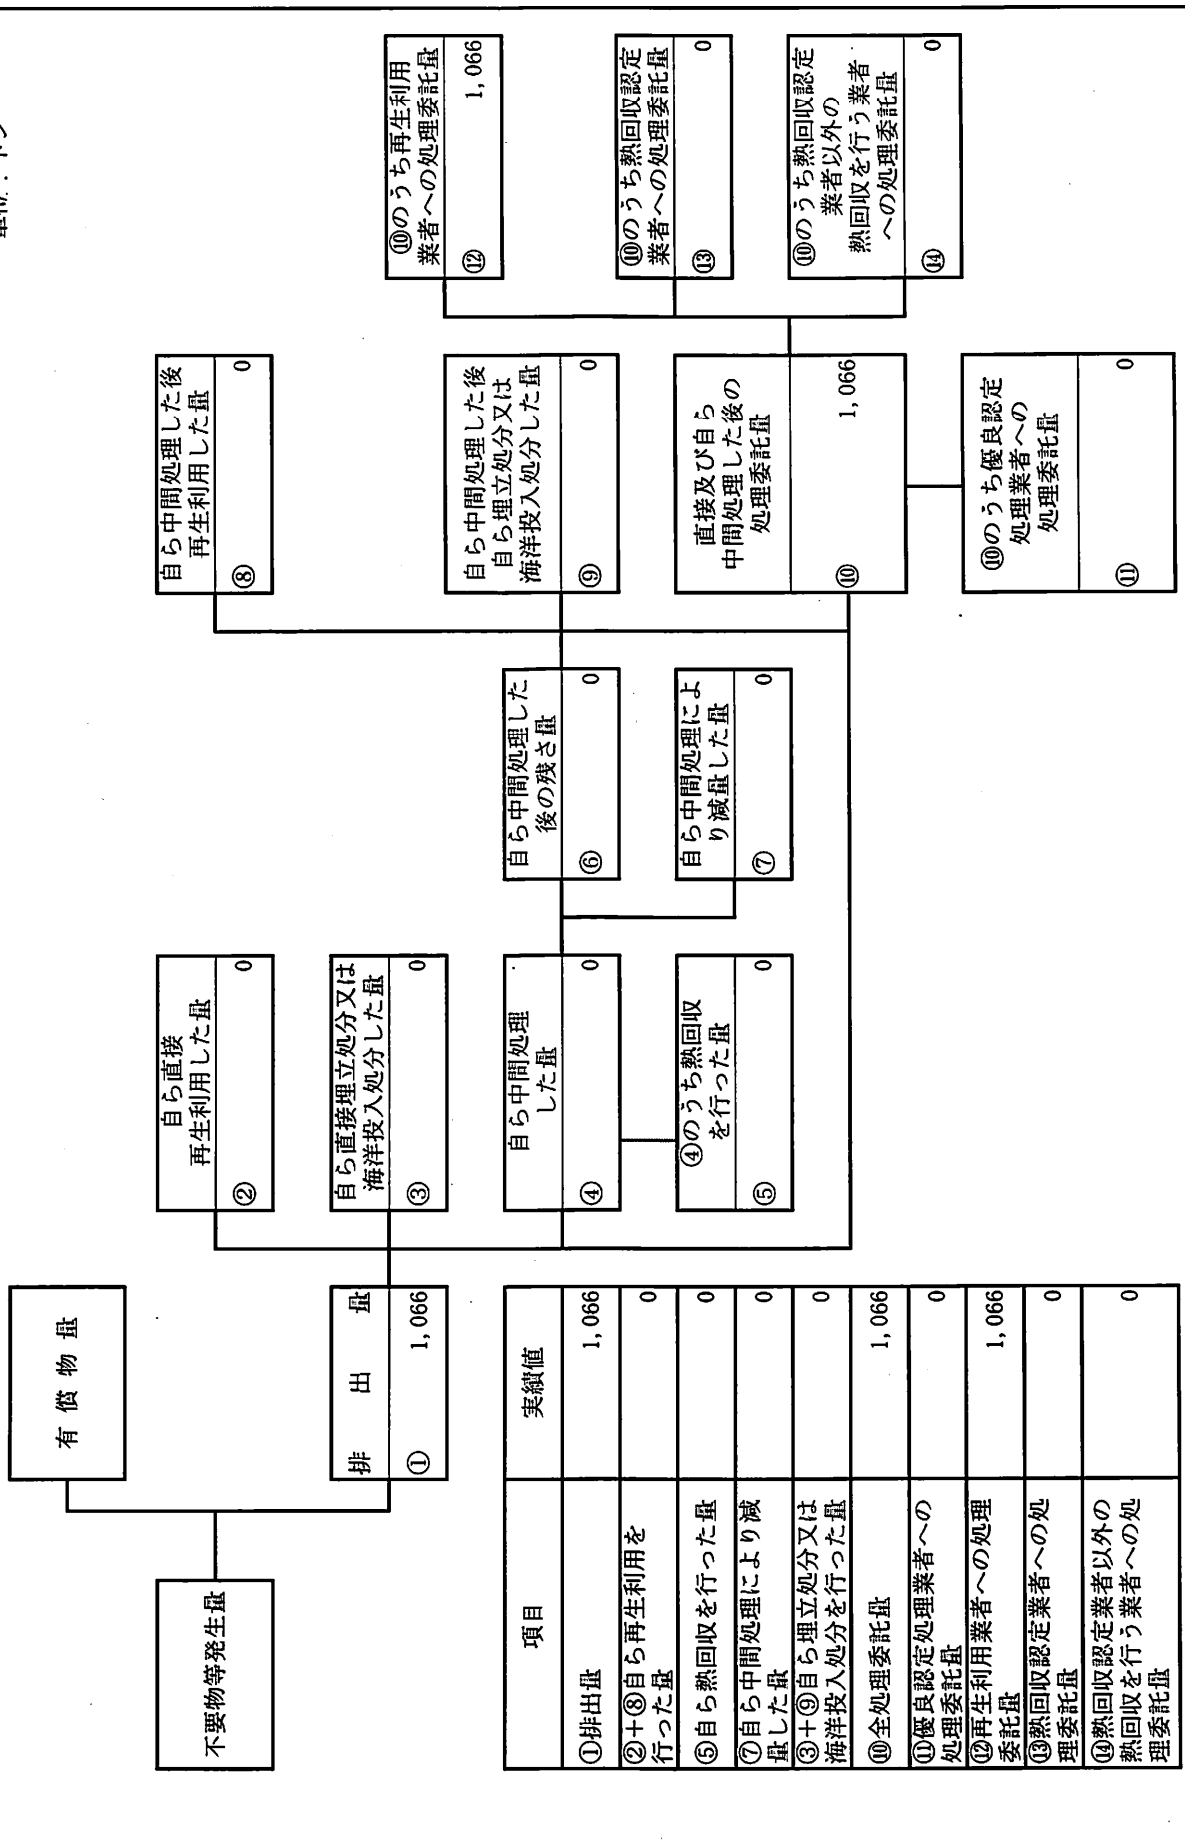 単位：トン
有償物量
不要物等発生量
排出量
① 1,066
自ら直接
再生利用した量
② 0
自ら直接埋立処分又は
海洋投入処分した量
③ 0
自ら中間処理
した量
④ 0
④のうち熱回収
を行った量
⑤ 0
自ら中間処理した
後の残さ量
⑥ 0
自ら中間処理によ
り減量した量
⑦ 0
自ら中間処理した後
再生利用した量
⑧ 0
自ら中間処理した後
自ら埋立処分又は
海洋投入処分した量
⑨ 0
直接及び自ら
中間処理した後の
処理委託量
⑩ 1,066
⑩のうち優良認定
処理業者への
処理委託量
⑪ 0
⑩のうち再生利用
業者への処理委託量
⑫ 1,066
⑩のうち熱回収認定
業者への処理委託量
⑬ 0
⑩のうち熱回収認定
業者以外の
熱回収を行う業者
への処理委託量
⑭ 0
項目 実績値
①排出量 1,066
②+⑧自ら再生利用を
行った量 0
⑤自ら熱回収を行った量 0
⑦自ら中間処理により減
量した量 0
③+⑨自ら埋立処分又は
海洋投入処分を行った量 0
⑩全処理委託量 1,066
⑪優良認定処理業者への
処理委託量 0
⑫再生利用業者への処理
委託量 1,066
⑬熱回収認定業者への処
理委託量 0
⑭熱回収認定業者以外の
熱回収を行う業者への処
理委託量 0